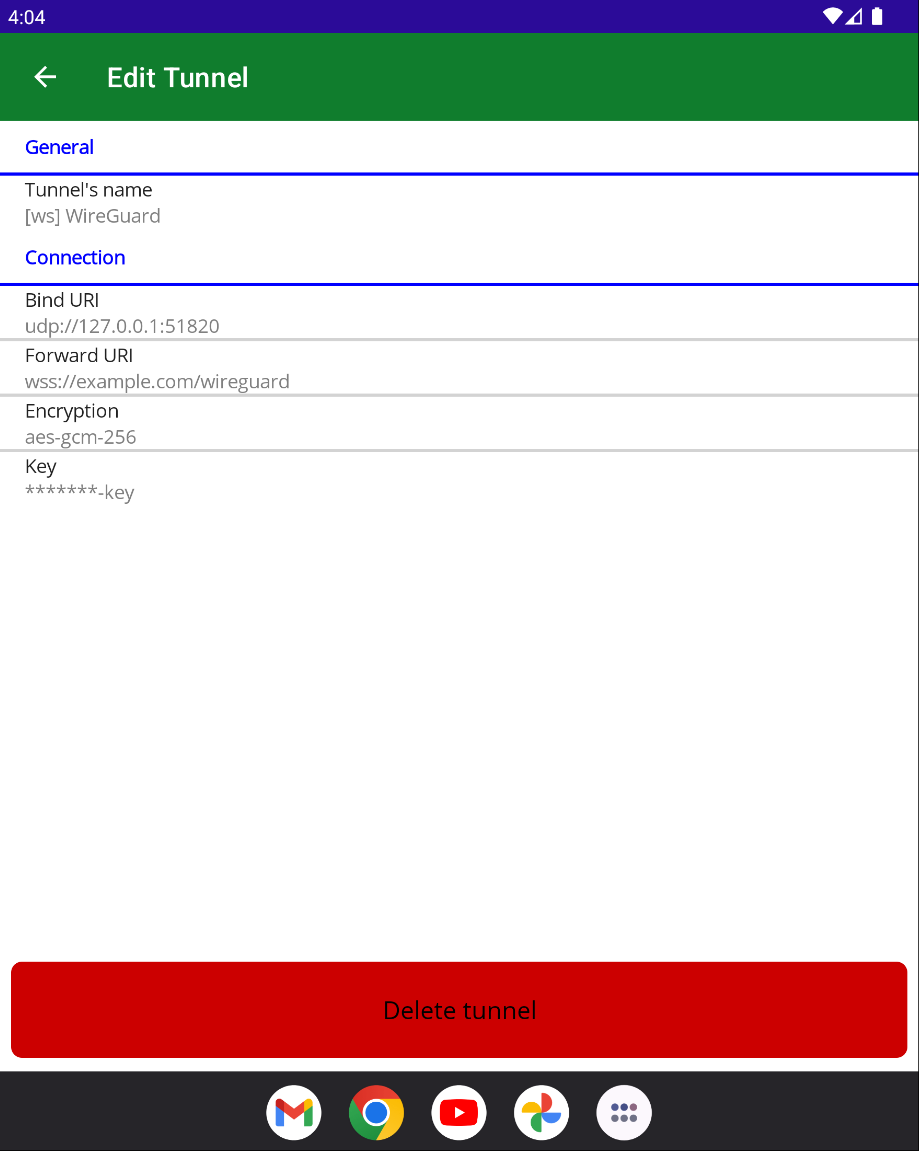 4:04
Edit Tunnel
General
Tunnel's name
[ws] WireGuard
Connection
Bind URI
udp://127.0.0.1:51820
Forward URI
wss://example.com/wireguard
Encryption
aes-gcm-256
Key
*******-key
Delete tunnel